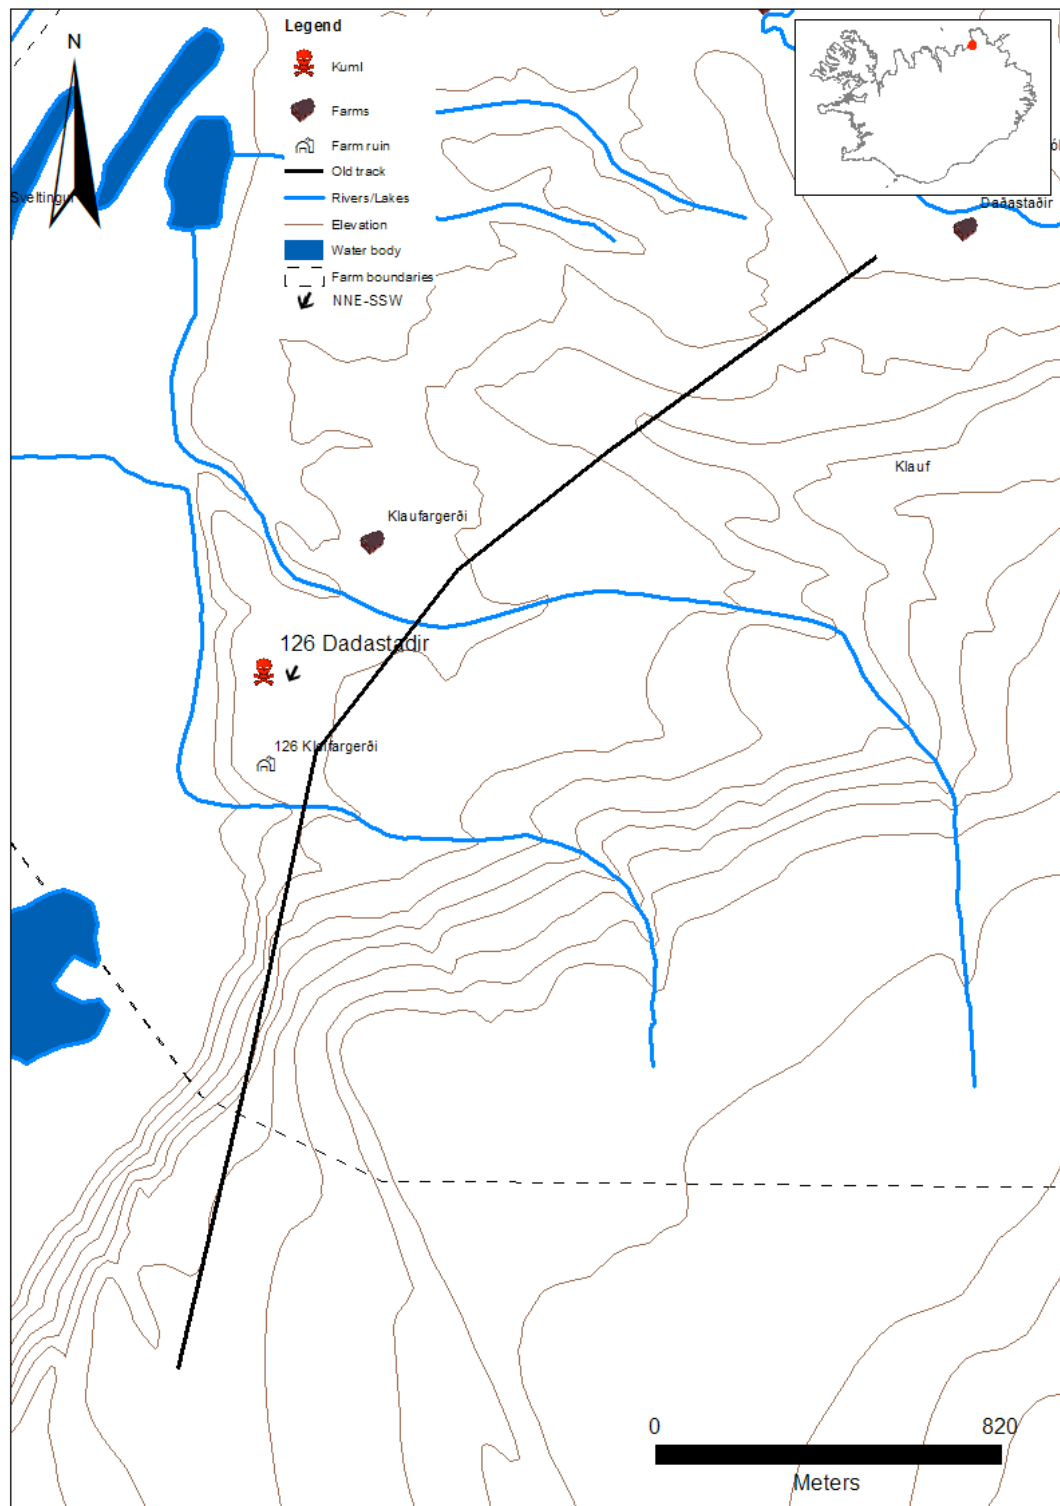 Legend
N
Kuml
Farms
Farm ruin
Old track
Rivers/Lakes
Elevation
Water body
Farm boundaries
NNE-SSW
Sveltingur
Daðastaðir
Klauf
Klaufargerði
126 Dadastadir
126 Klaufargerði
0 820
Meters